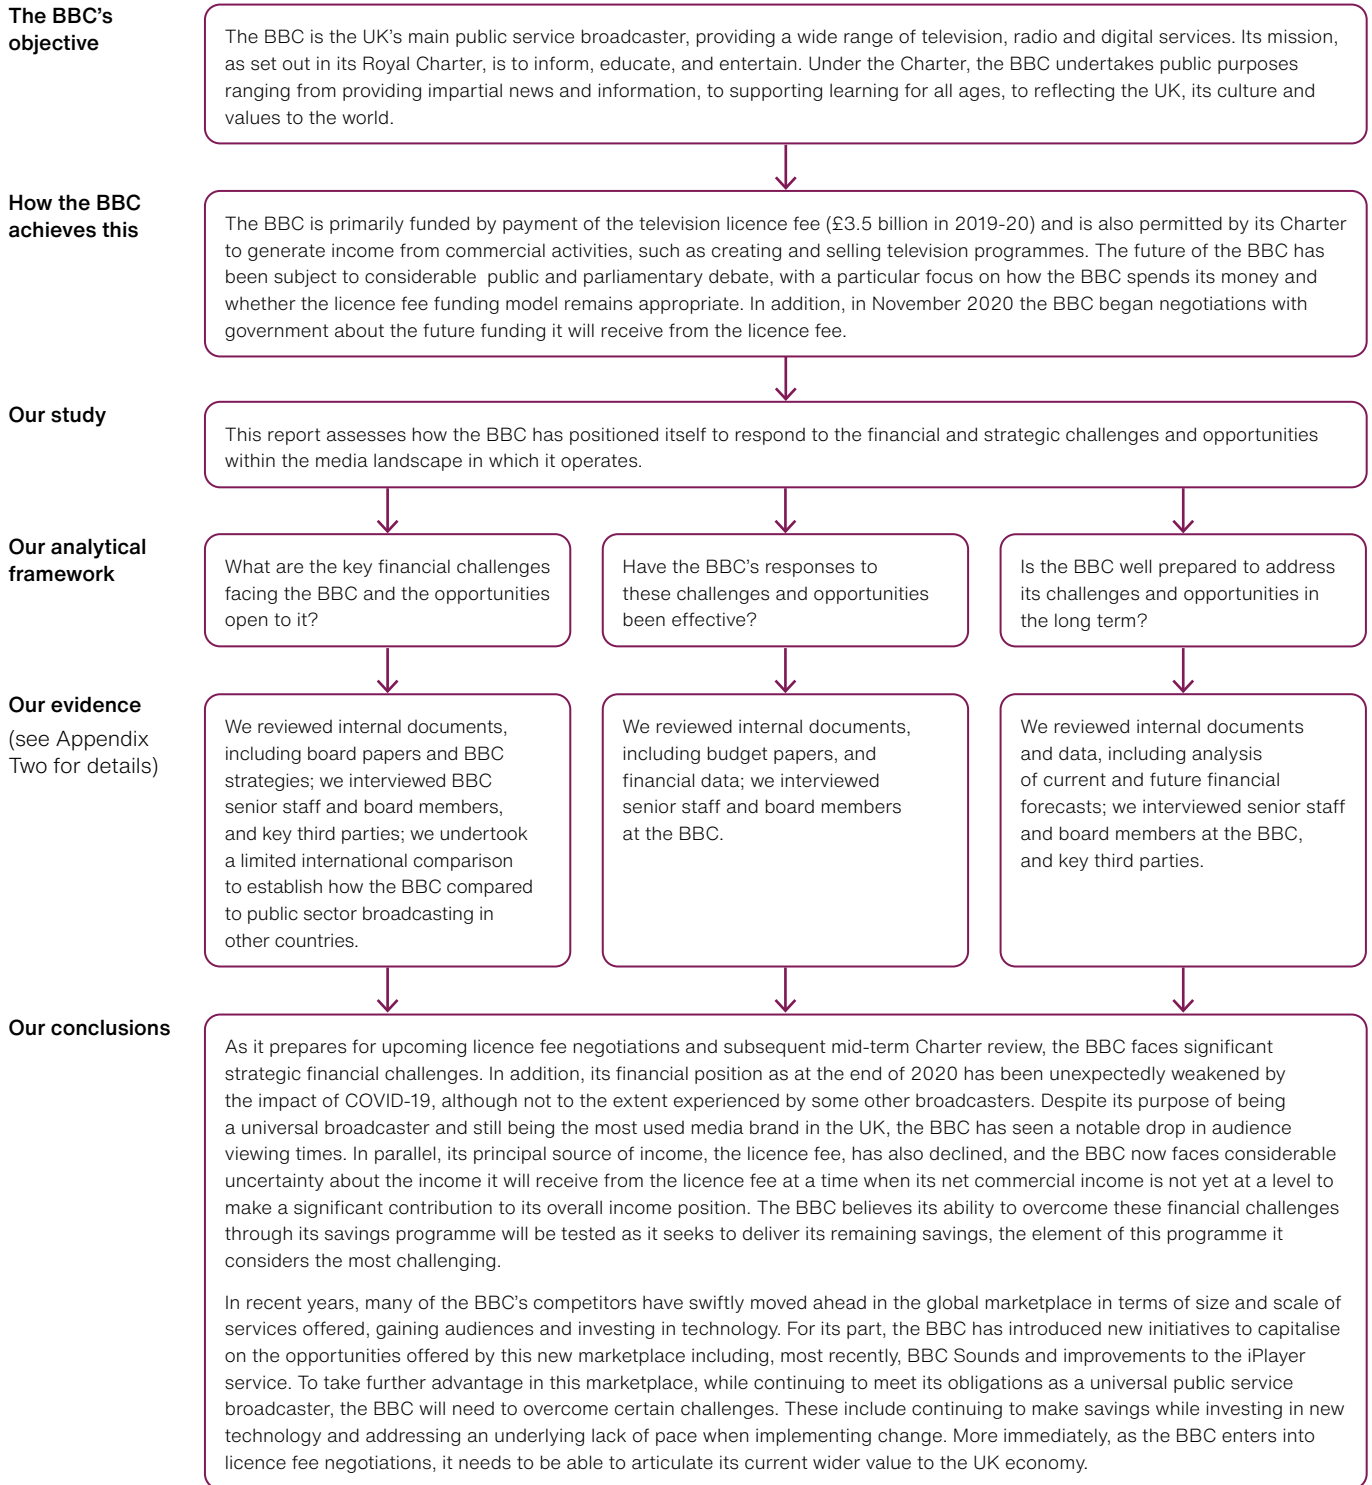 The BBC's
objective
The BBC is the UK's main public service broadcaster, providing a wide range of television, radio and digital services. Its mission,
as set out in its Royal Charter, is to inform, educate, and entertain. Under the Charter, the BBC undertakes public purposes
ranging from providing impartial news and information, to supporting learning for all ages, to reflecting the UK, its culture and
values to the world.
How the BBC
achieves this
The BBC is primarily funded by payment of the television licence fee (£3.5 billion in 2019-20) and is also permitted by its Charter
to generate income from commercial activities, such as creating and selling television programmes. The future of the BBC has
been subject to considerable public and parliamentary debate, with a particular focus on how the BBC spends its money and
whether the licence fee funding model remains appropriate. In addition, in November 2020 the BBC began negotiations with
government about the future funding it will receive from the licence fee.
Our study
This report assesses how the BBC has positioned itself to respond to the financial and strategic challenges and opportunities
within the media landscape in which it operates.
Our analytical
framework
What are the key financial challenges
facing the BBC and the opportunities
open to it?
Have the BBC's responses to
these challenges and opportunities
been effective?
Is the BBC well prepared to address
its challenges and opportunities in
the long term?
Our evidence
(see Appendix
Two for details)
We reviewed internal documents,
including board papers and BBC
strategies; we interviewed BBC
senior staff and board members,
and key third parties; we undertook
a limited international comparison
to establish how the BBC compared
to public sector broadcasting in
other countries.
We reviewed internal documents,
including budget papers, and
financial data; we interviewed
senior staff and board members
at the BBC.
We reviewed internal documents
and data, including analysis
of current and future financial
forecasts; we interviewed senior staff
and board members at the BBC,
and key third parties.
Our conclusions
As it prepares for upcoming licence fee negotiations and subsequent mid-term Charter review, the BBC faces significant
strategic financial challenges. In addition, its financial position as at the end of 2020 has been unexpectedly weakened by
the impact of COVID-19, although not to the extent experienced by some other broadcasters. Despite its purpose of being
a universal broadcaster and still being the most used media brand in the UK, the BBC has seen a notable drop in audience
viewing times. In parallel, its principal source of income, the licence fee, has also declined, and the BBC now faces considerable
uncertainty about the income it will receive from the licence fee at a time when its net commercial income is not yet at a level to
make a significant contribution to its overall income position. The BBC believes its ability to overcome these financial challenges
through its savings programme will be tested as it seeks to deliver its remaining savings, the element of this programme it
considers the most challenging.
In recent years, many of the BBC's competitors have swiftly moved ahead in the global marketplace in terms of size and scale of
services offered, gaining audiences and investing in technology. For its part, the BBC has introduced new initiatives to capitalise
on the opportunities offered by this new marketplace including, most recently, BBC Sounds and improvements to the iPlayer
service. To take further advantage in this marketplace, while continuing to meet its obligations as a universal public service
broadcaster, the BBC will need to overcome certain challenges. These include continuing to make savings while investing in new
technology and addressing an underlying lack of pace when implementing change. More immediately, as the BBC enters into
licence fee negotiations, it needs to be able to articulate its current wider value to the UK economy.